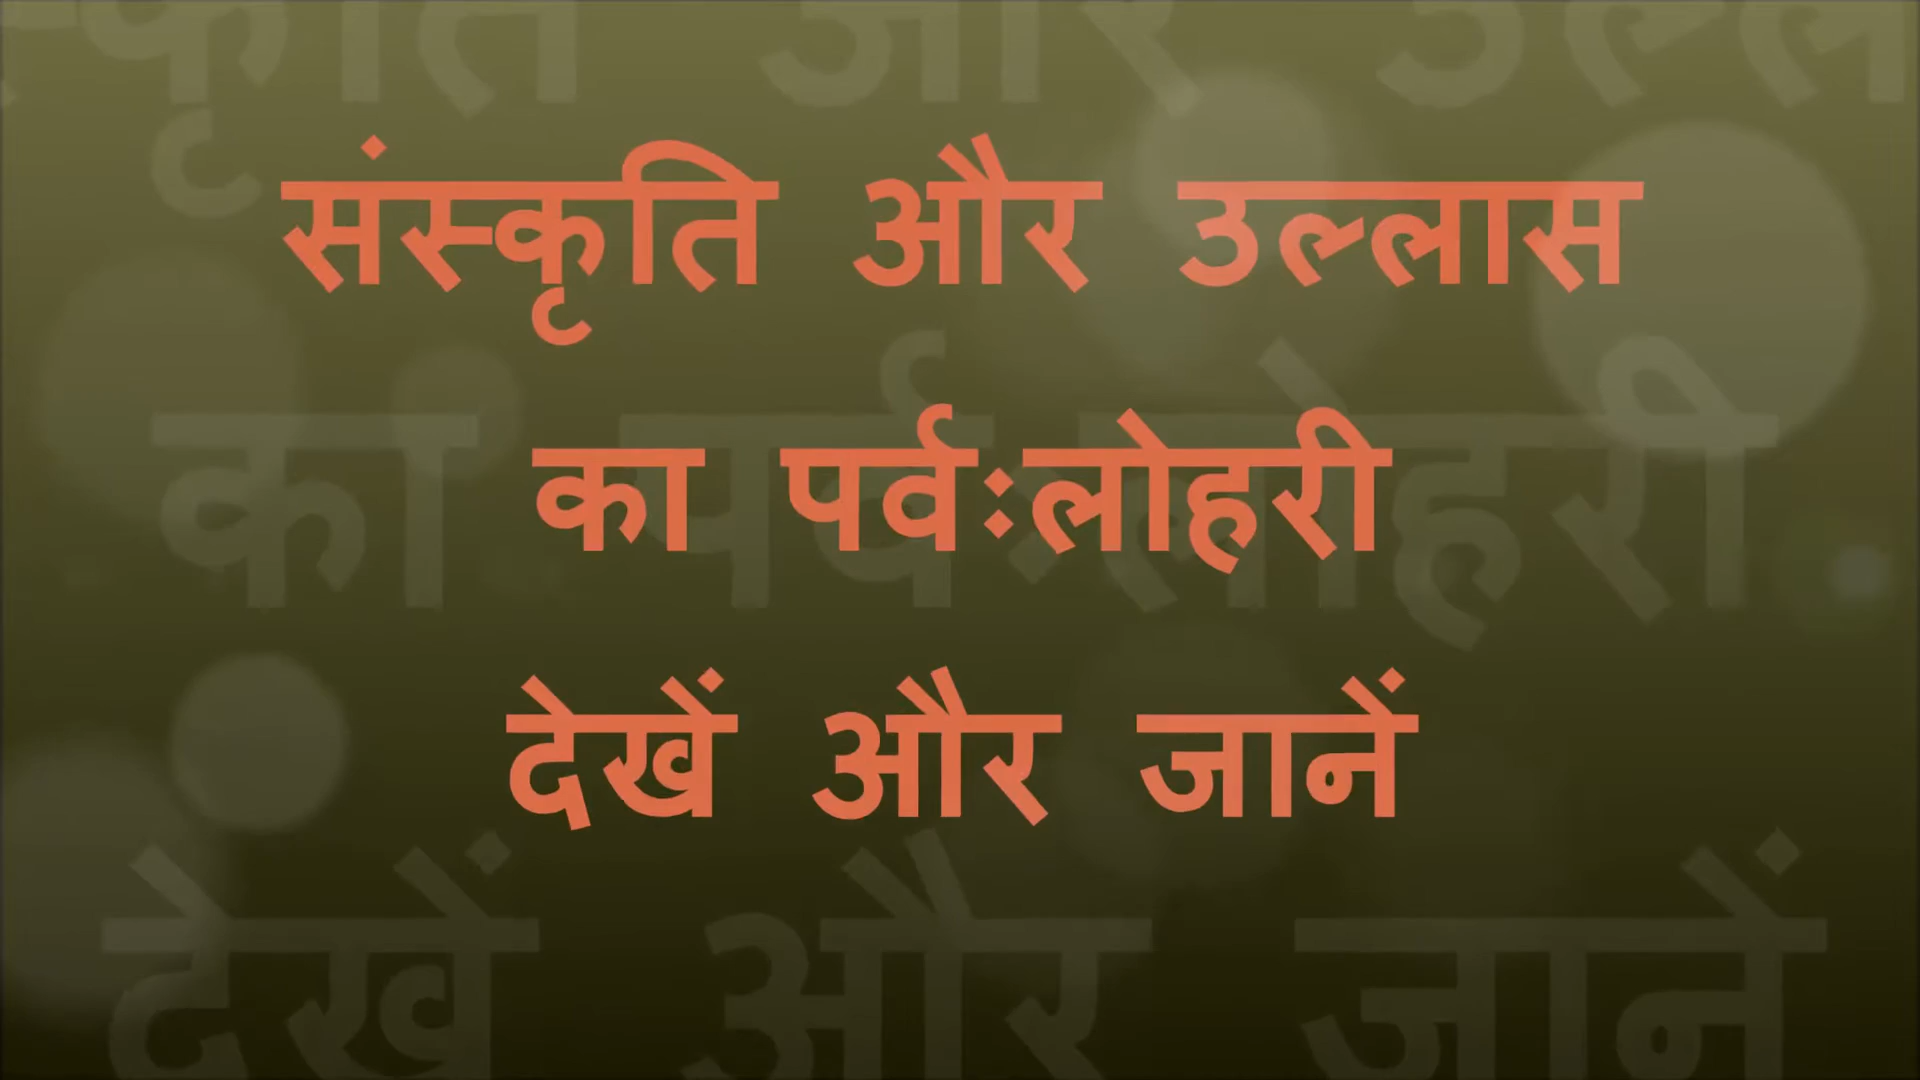 संस्कृति और उल्लास
का पर्वःलोहरी
देखें और जानें